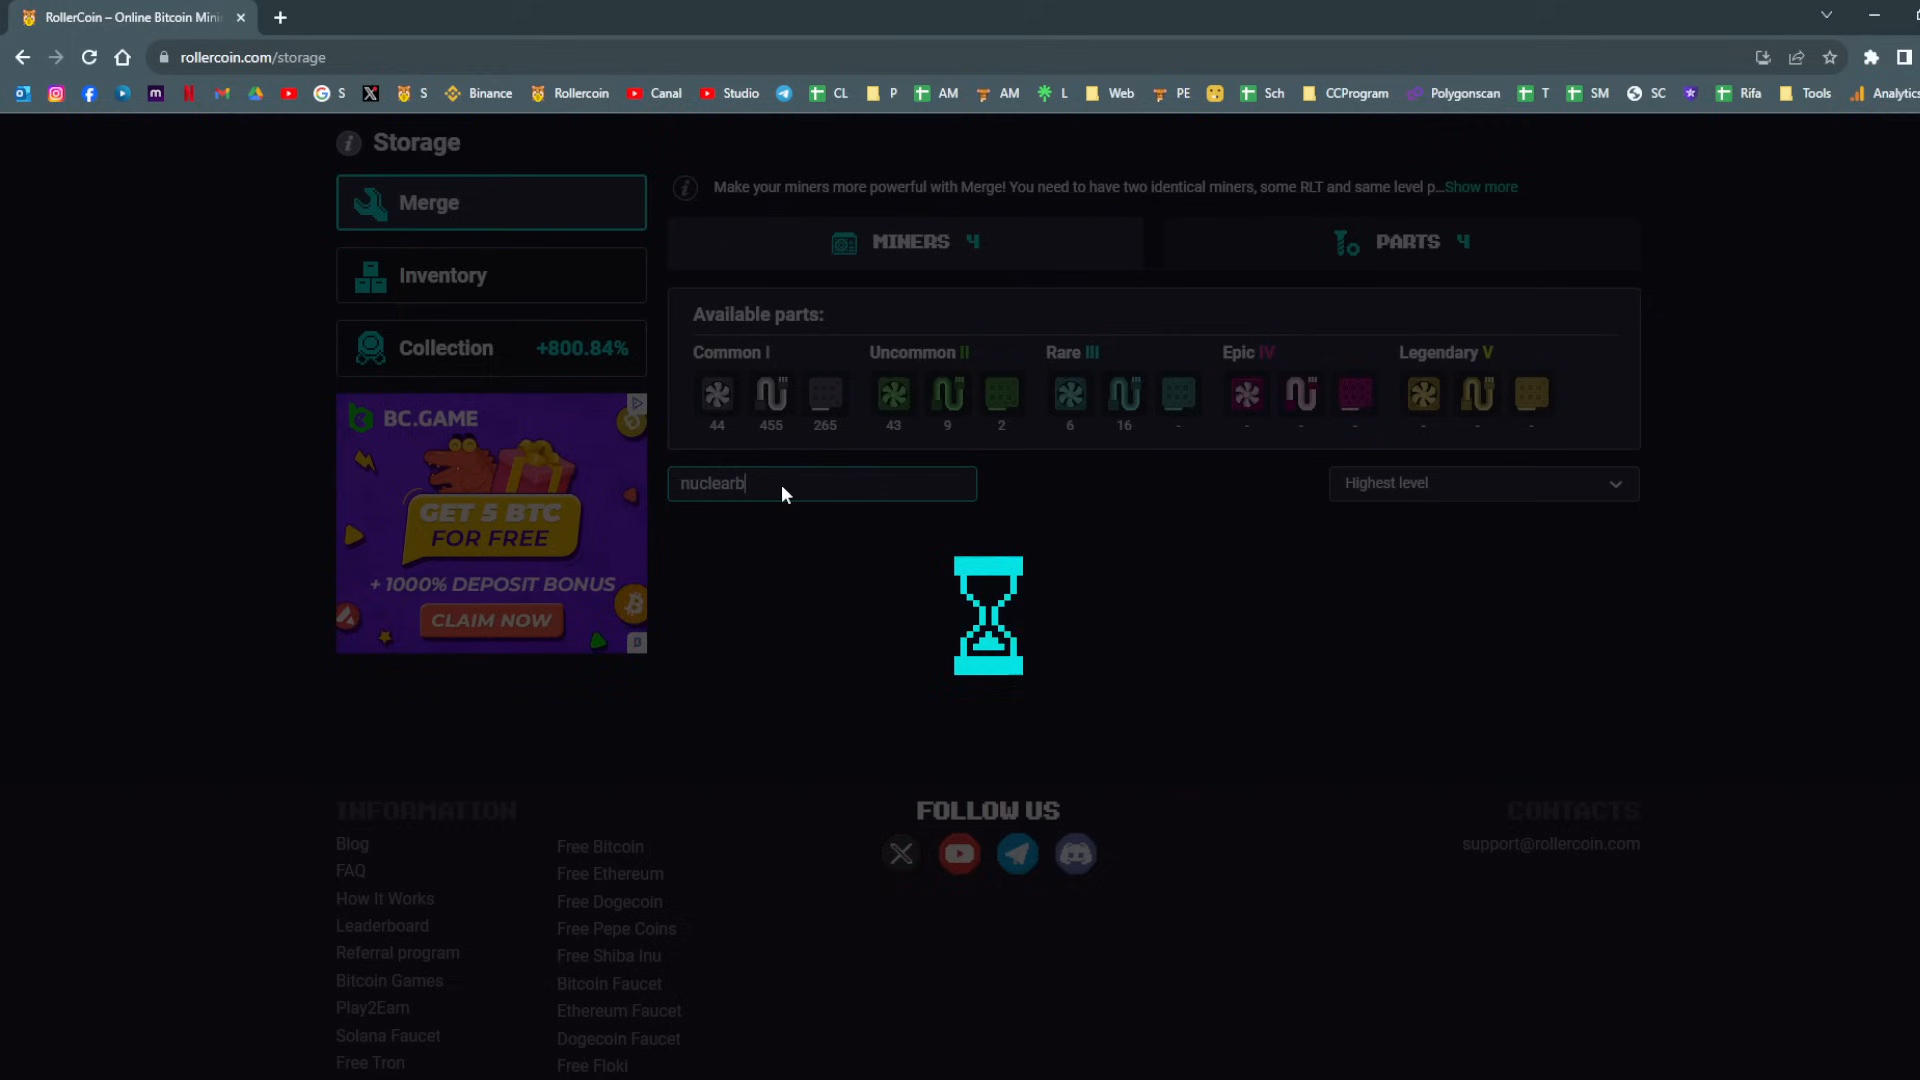 RollerCoin – Online Bitcoin Mini
rollercoin.com/storage
S
S
Binance
Rollercoin
Canal
Studio
CL
P
AM
AM
L
Web
PE
Sch
CCProgram
Polygonscan
T
SM
SC
Rifa
Tools
Analytics
Storage
Merge
Inventory
Collection +800.84%
BC.GAME
GET 5 BTC
FOR FREE
+ 1000% DEPOSIT BONUS
CLAIM NOW
Make your miners more powerful with Merge! You need to have two identical miners, some RLT and same level p...Show more
MINERS 4
PARTS 4
Available parts:
Common I
Uncommon II
Rare III
Epic IV
Legendary V
44 455 265 43 9 2 6 16 - - - - - - -
nuclearb
Highest level
INFORMATION
Blog
FAQ
How It Works
Leaderboard
Referral program
Bitcoin Games
Play2Earn
Solana Faucet
Free Tron
Free Bitcoin
Free Ethereum
Free Dogecoin
Free Pepe Coins
Free Shiba Inu
Bitcoin Faucet
Ethereum Faucet
Dogecoin Faucet
Free Floki
FOLLOW US
CONTACTS
support@rollercoin.com